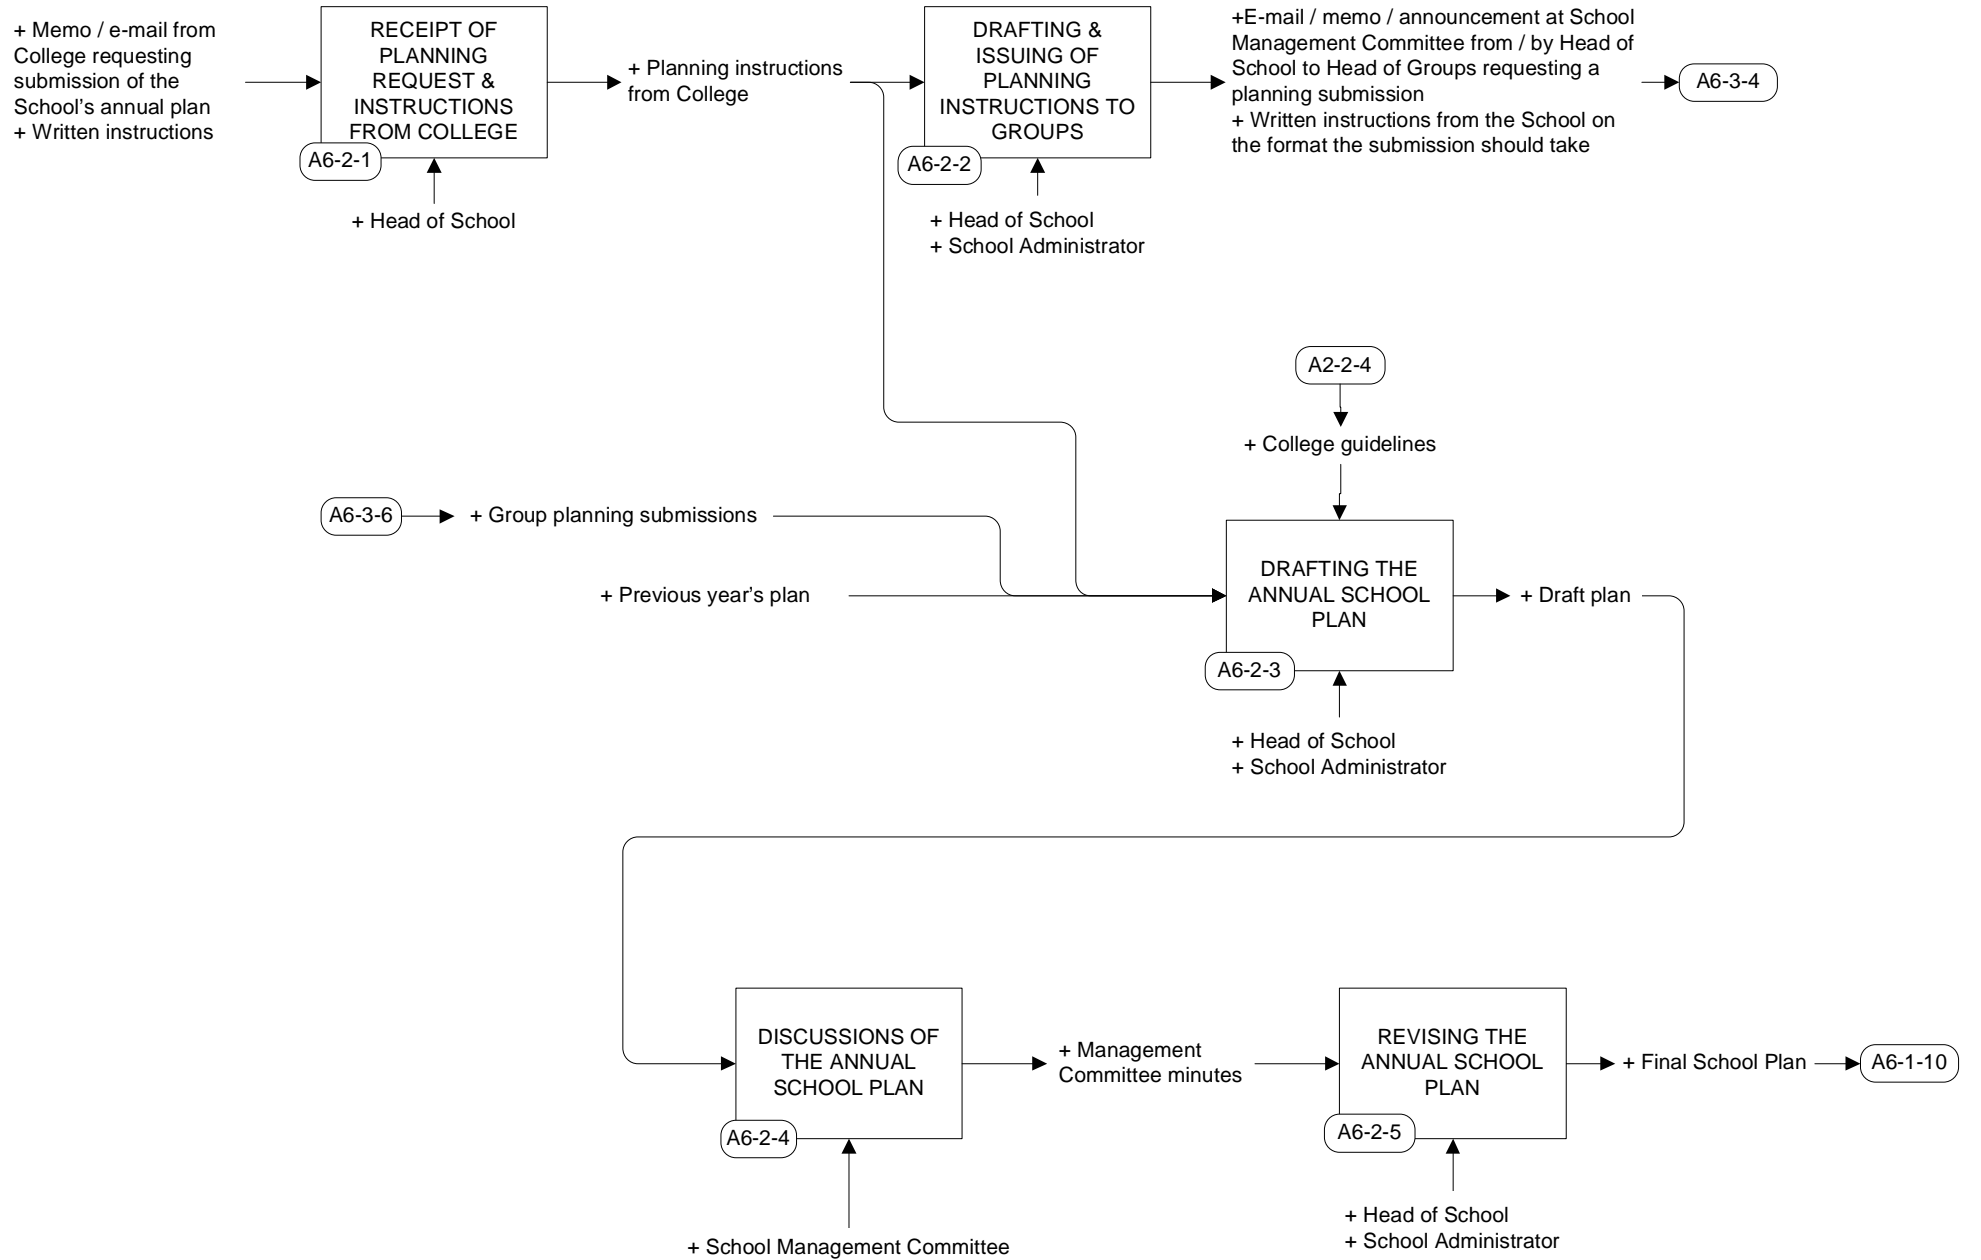 + Memo / e-mail from
College requesting
submission of the
School's annual plan
+ Written instructions
RECEIPT OF
PLANNING
REQUEST &
INSTRUCTIONS
FROM COLLEGE
A6-2-1
+ Head of School
+ Planning instructions
from College
DRAFTING &
ISSUING OF
PLANNING
INSTRUCTIONS TO
GROUPS
A6-2-2
+ Head of School
+ School Administrator
+E-mail / memo / announcement at School
Management Committee from / by Head of
School to Head of Groups requesting a
planning submission
+ Written instructions from the School on
the format the submission should take
A6-3-4
A2-2-4
+ College guidelines
A6-3-6
+ Group planning submissions
+ Previous year's plan
DRAFTING THE
ANNUAL SCHOOL
PLAN
A6-2-3
+ Draft plan
+ Head of School
+ School Administrator
DISCUSSIONS OF
THE ANNUAL
SCHOOL PLAN
A6-2-4
+ School Management Committee
+ Management
Committee minutes
REVISING THE
ANNUAL SCHOOL
PLAN
A6-2-5
+ Head of School
+ School Administrator
+ Final School Plan
A6-1-10